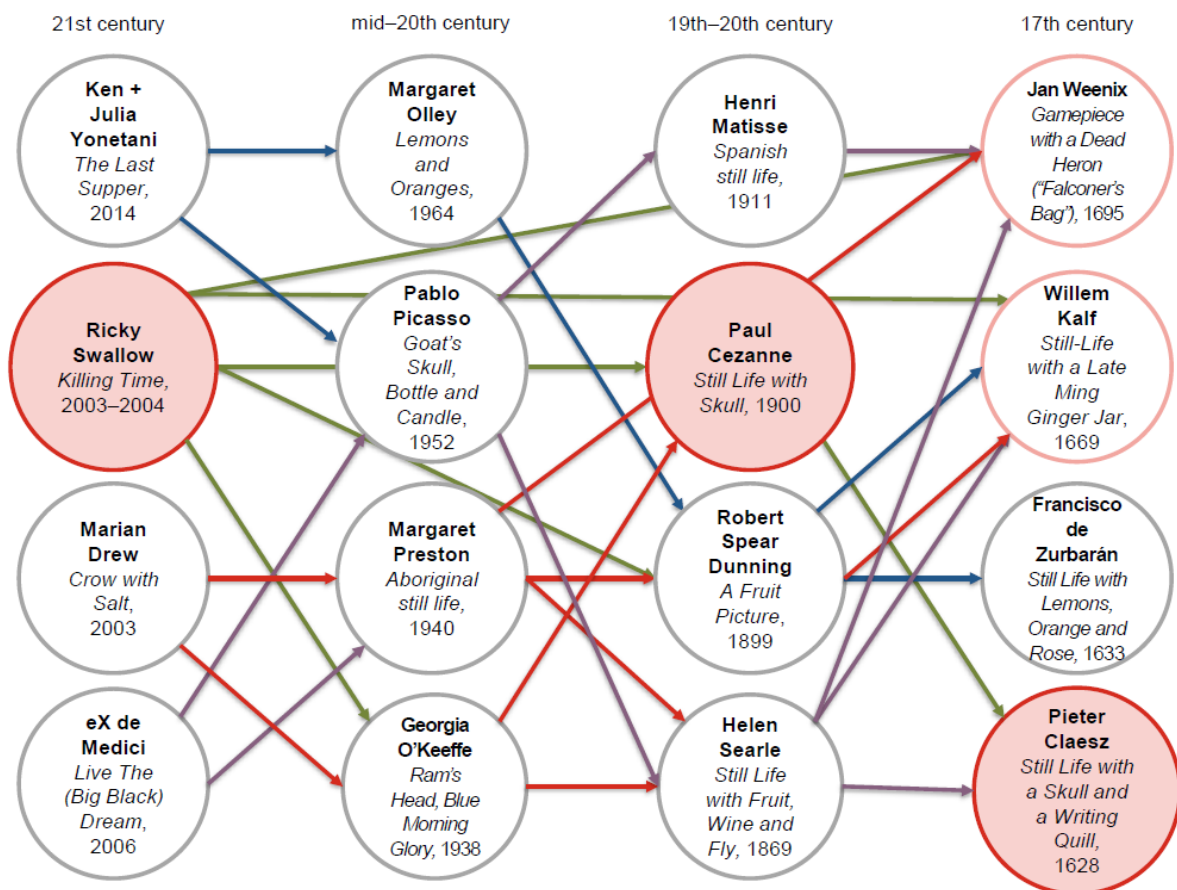 21st century
mid–20th century
19th–20th century
17th century
Ken +
Julia
Yonetani
The Last
Supper,
2014
Margaret
Olley
Lemons
and
Oranges,
1964
Henri
Matisse
Spanish
still life,
1911
Jan Weenix
Gamepiece
with a Dead
Heron
("Falconer's
Bag"), 1695
Ricky
Swallow
Killing Time,
2003–2004
Pablo
Picasso
Goat's
Skull,
Bottle and
Candle,
1952
Paul
Cezanne
Still Life with
Skull, 1900
Willem
Kalf
Still-Life
with a Late
Ming
Ginger Jar,
1669
Marian
Drew
Crow with
Salt,
2003
Margaret
Preston
Aboriginal
still life,
1940
Robert
Spear
Dunning
A Fruit
Picture,
1899
Francisco
de
Zurbarán
Still Life with
Lemons,
Orange and
Rose, 1633
eX de
Medici
Live The
(Big Black)
Dream,
2006
Georgia
O'Keeffe
Ram's
Head, Blue
Morning
Glory, 1938
Helen
Searle
Still Life
with Fruit,
Wine and
Fly, 1869
Pieter
Claesz
Still Life with
a Skull and
a Writing
Quill,
1628